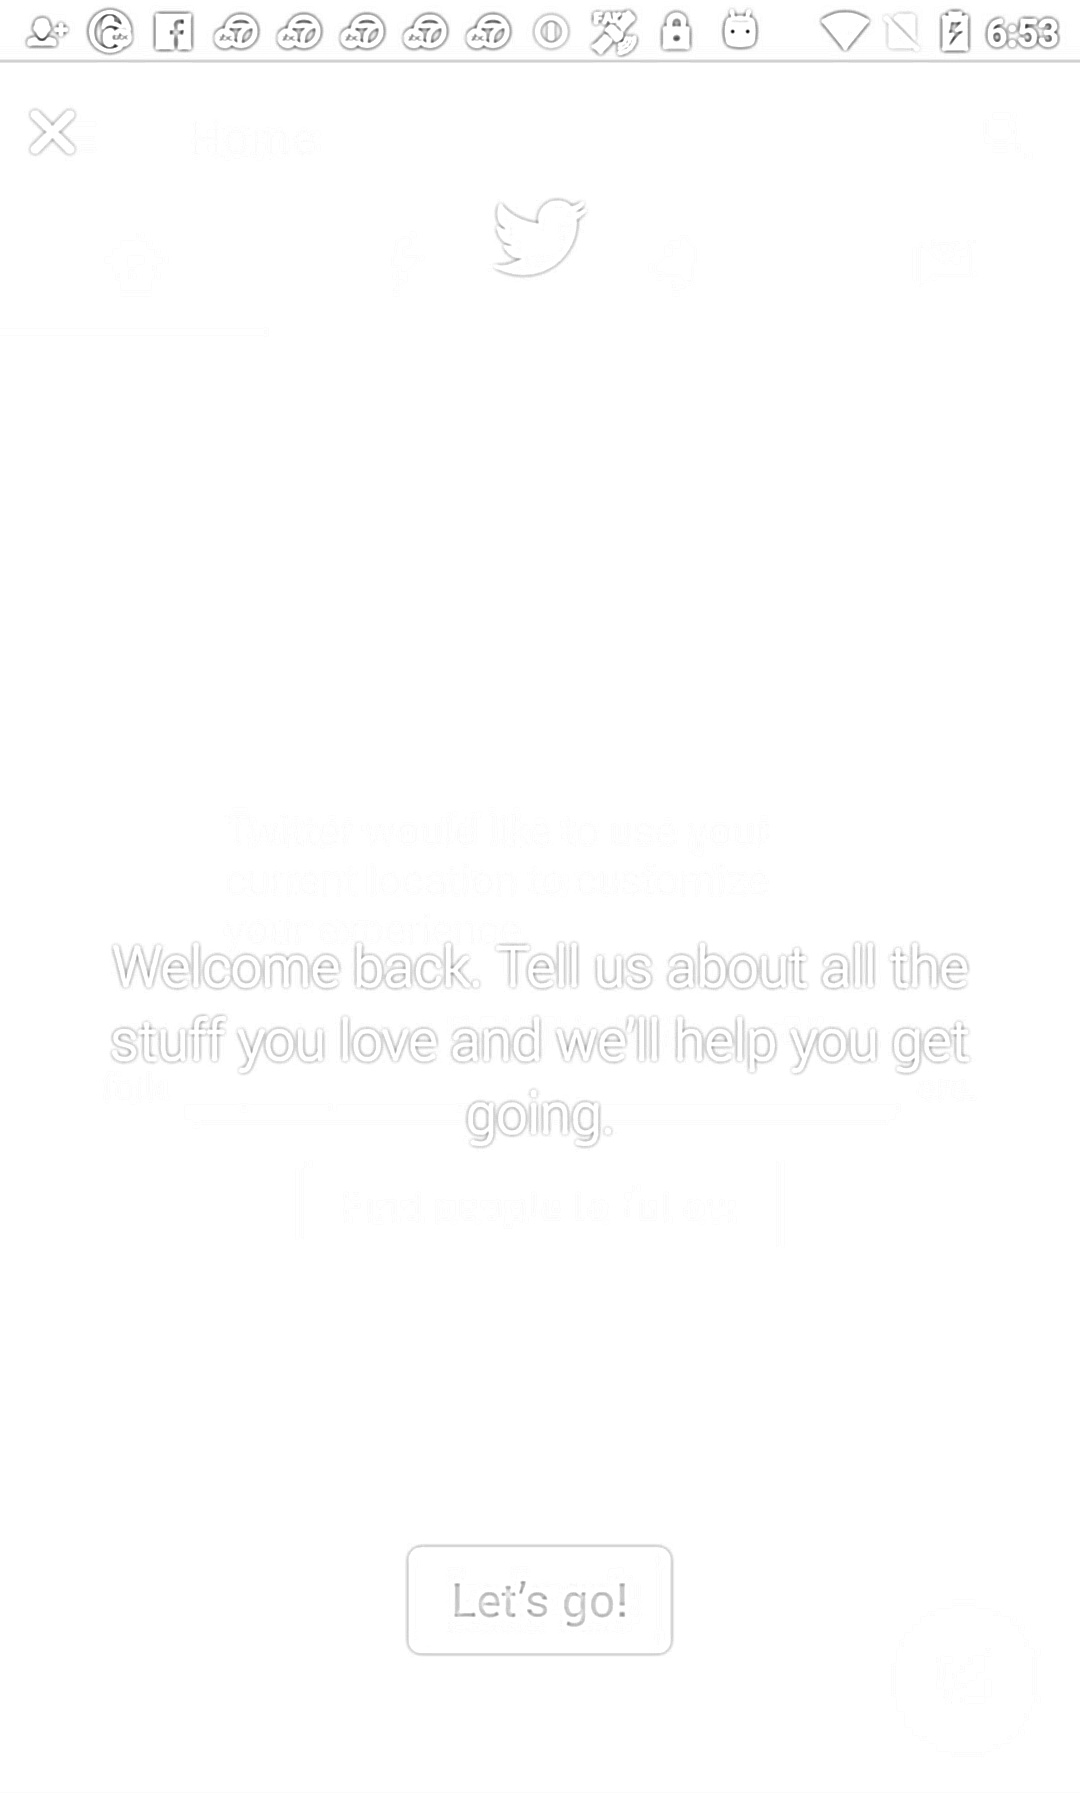 6:53
Home
Twitter would like to use your
current location to customize
your experience
Welcome back. Tell us about all the
stuff you love and we'll help you get
going.
Find people to follow
Let's go!